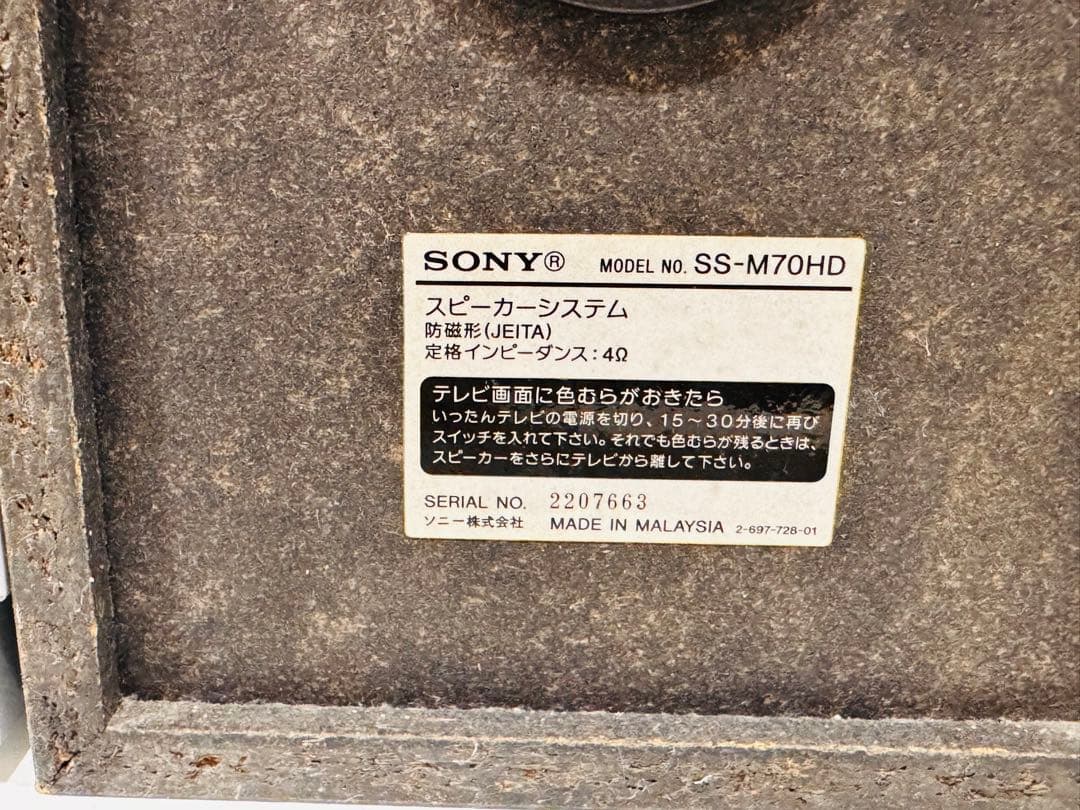 SONY® MODEL NO. SS-M70HD
スピーカーシステム
防磁形(JEITA)
定格インピーダンス:4Ω
テレビ画面に色むらがおきたら
いったんテレビの電源を切り、15〜30分後に再び
スイッチを入れて下さい。それでも色むらが残るときは、
スピーカーをさらにテレビから離して下さい。
SERIAL NO. 2207663
ソニー株式会社 MADE IN MALAYSIA 2-697-728-01